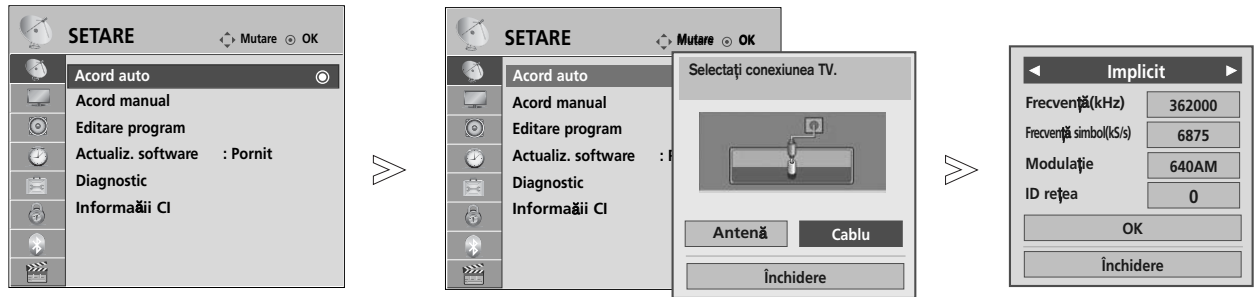 SETARE
Mutare OK
Acord auto
Acord manual
Editare program
Actualiz. software : Pornit
Diagnostic
Informaăii CI
SETARE
Mutare OK
Acord auto
Acord manual
Editare program
Actualiz. software :
Diagnostic
Informaăii CI
Selectaţi conexiunea TV.
Antenă Cablu
Închidere
Implicit
Frecvenţă(kHz) 362000
Frecvenţă simbol(kS/s) 6875
Modulaţie 640AM
ID reţea 0
OK
Închidere